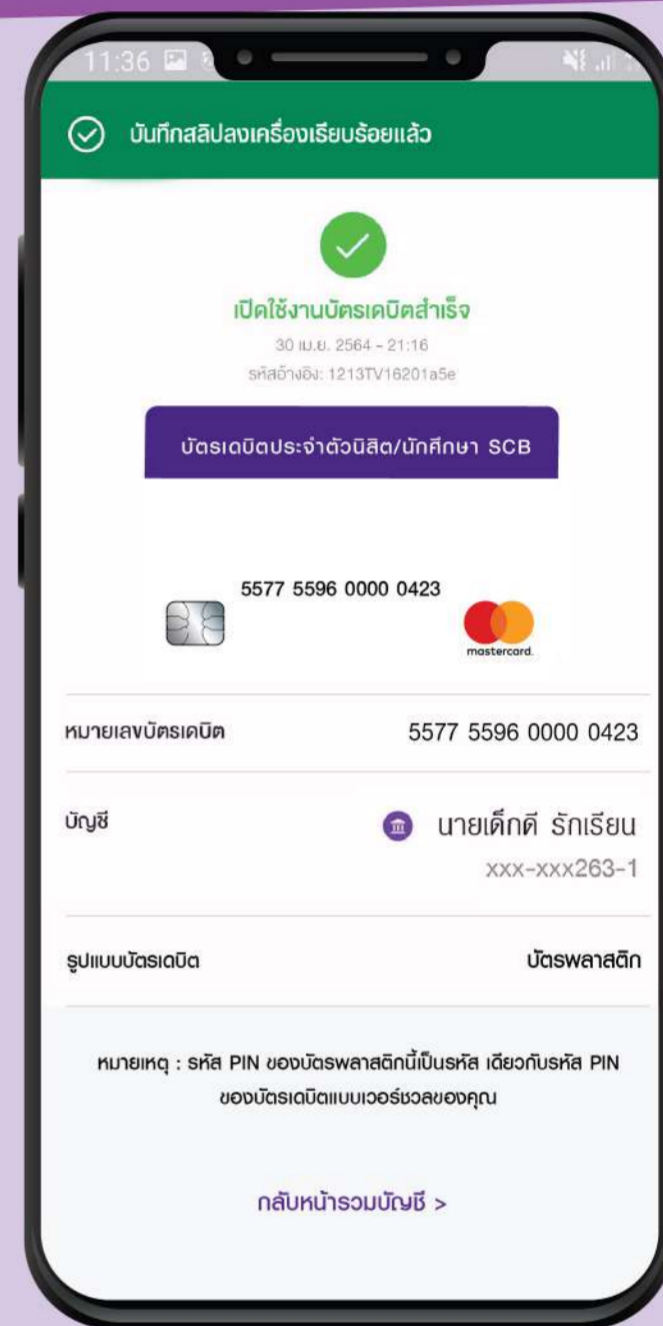 11:36
บันทึกสลิปลงเครื่องเรียบร้อยแล้ว
เปิดใช้งานบัตรเดบิตสำเร็จ
30 เม.ย. 2564 - 21:16
รหัสอ้างอิง: 1213TV16201a5e
บัตรเดบิตประจำตัวนิสิต/นักศึกษา SCB
5577 5596 0000 0423
mastercard.
หมายเลขบัตรเดบิต 5577 5596 0000 0423
บัญชี นายเด็กดี รักเรียน
xxx-xxx263-1
รูปแบบบัตรเดบิต บัตรพลาสติก
หมายเหตุ : รหัส PIN ของบัตรพลาสติกนี้เป็นรหัส เดียวกับรหัส PIN
ของบัตรเดบิตแบบเวอร์ชวลของคุณ
กลับหน้ารวมบัญชี >